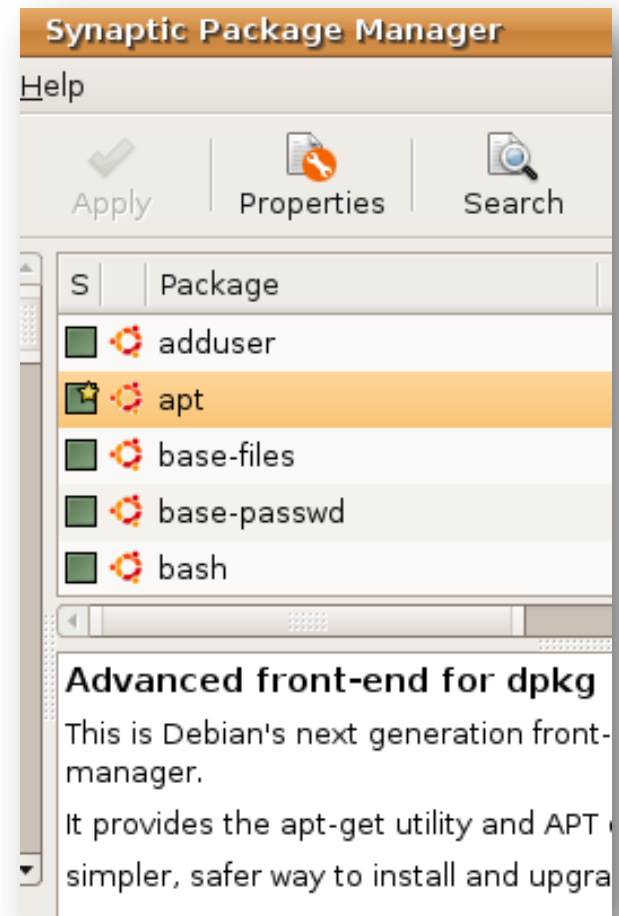 Synaptic Package Manager
Help
Apply Properties Search
S Package
adduser
apt
base-files
base-passwd
bash
Advanced front-end for dpkg
This is Debian's next generation front-
manager.
It provides the apt-get utility and APT
simpler, safer way to install and upgra